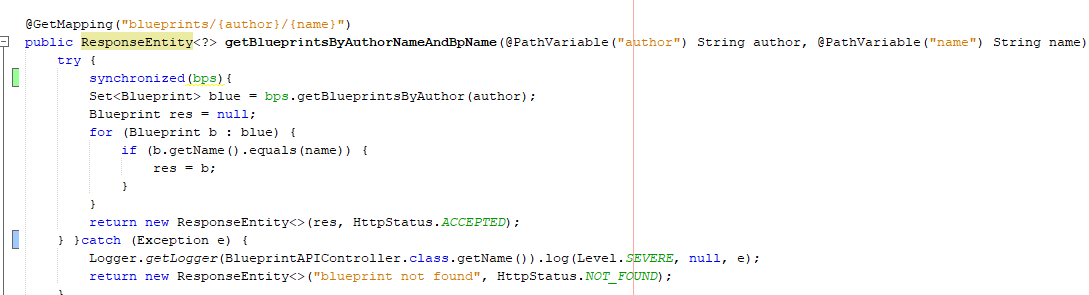 @GetMapping("blueprints/{author}/{name}")
public ResponseEntity<?> getBlueprintsByAuthorNameAndBpName(@PathVariable("author") String author, @PathVariable("name") String name)
try {
synchronized(bps){
Set<Blueprint> blue = bps.getBlueprintsByAuthor(author);
Blueprint res = null;
for (Blueprint b : blue) {
if (b.getName().equals(name)) {
res = b;
}
}
return new ResponseEntity<>(res, HttpStatus.ACCEPTED);
} }catch (Exception e) {
Logger.getLogger(BlueprintAPIController.class.getName()).log(Level.SEVERE, null, e);
return new ResponseEntity<>("blueprint not found", HttpStatus.NOT_FOUND);
}